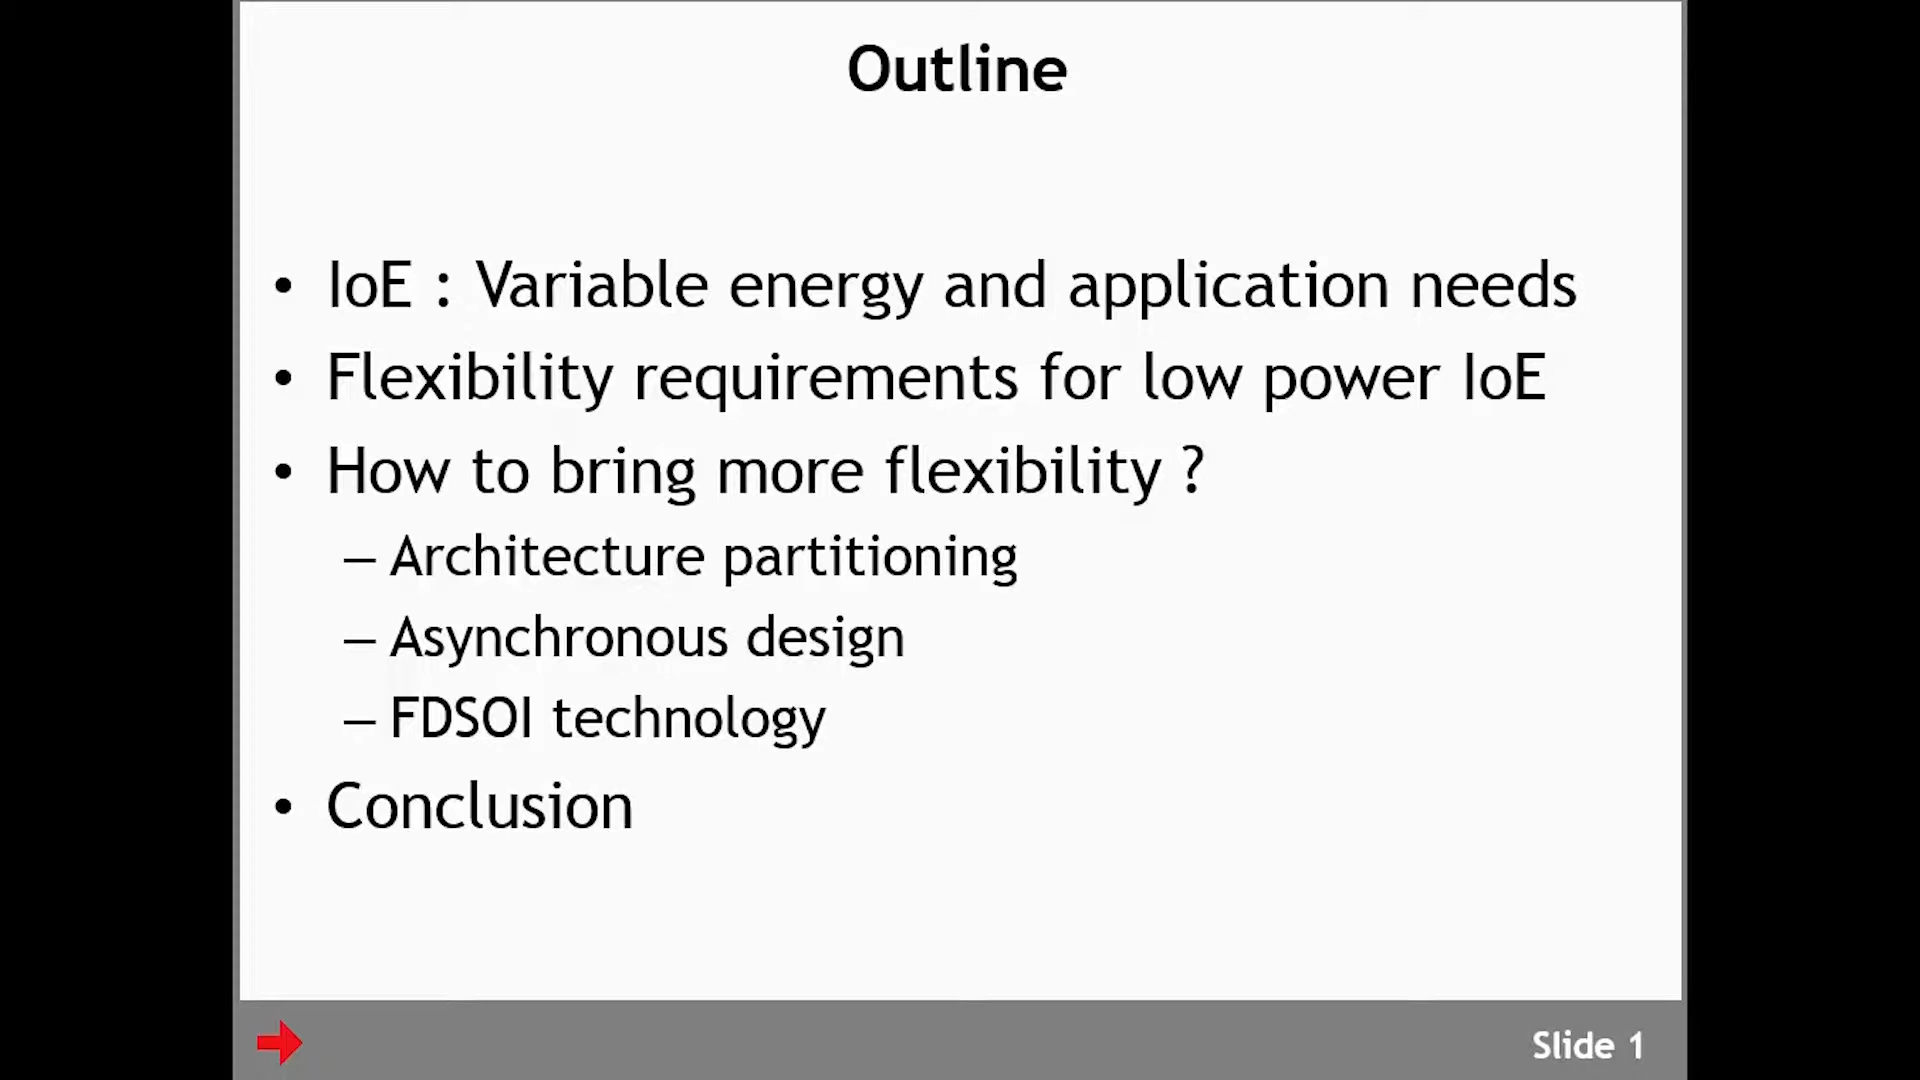 Outline
• IoE : Variable energy and application needs
• Flexibility requirements for low power IoE
• How to bring more flexibility ?
– Architecture partitioning
– Asynchronous design
– FDSOI technology
• Conclusion
Slide 1